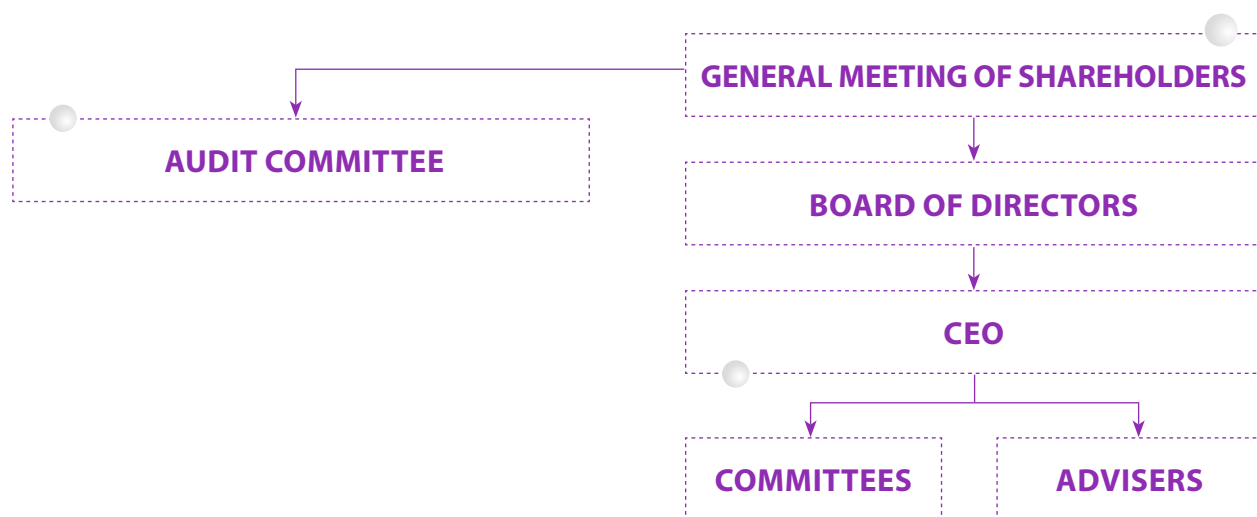 GENERAL MEETING OF SHAREHOLDERS
AUDIT COMMITTEE
BOARD OF DIRECTORS
CEO
COMMITTEES
ADVISERS